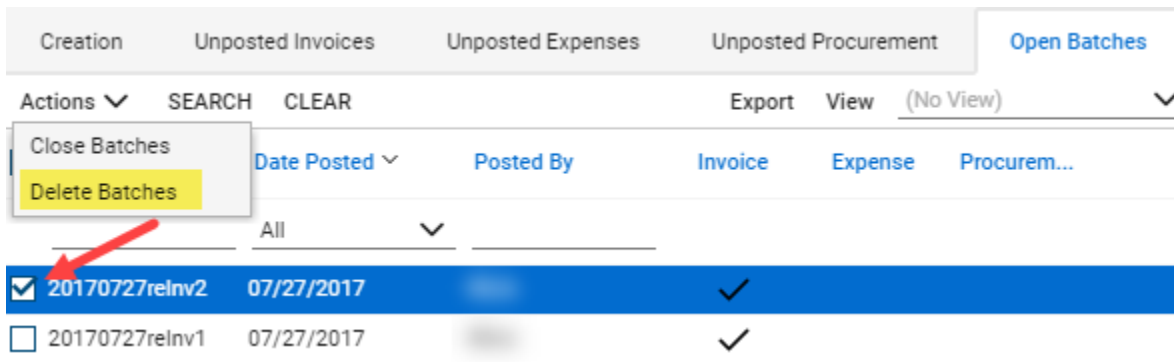 Creation Unposted Invoices Unposted Expenses Unposted Procurement Open Batches
Actions SEARCH CLEAR Export View (No View)
Close Batches
Delete Batches
Date Posted Posted By Invoice Expense Procurem...
All
20170727reInv2 07/27/2017
20170727reInv1 07/27/2017